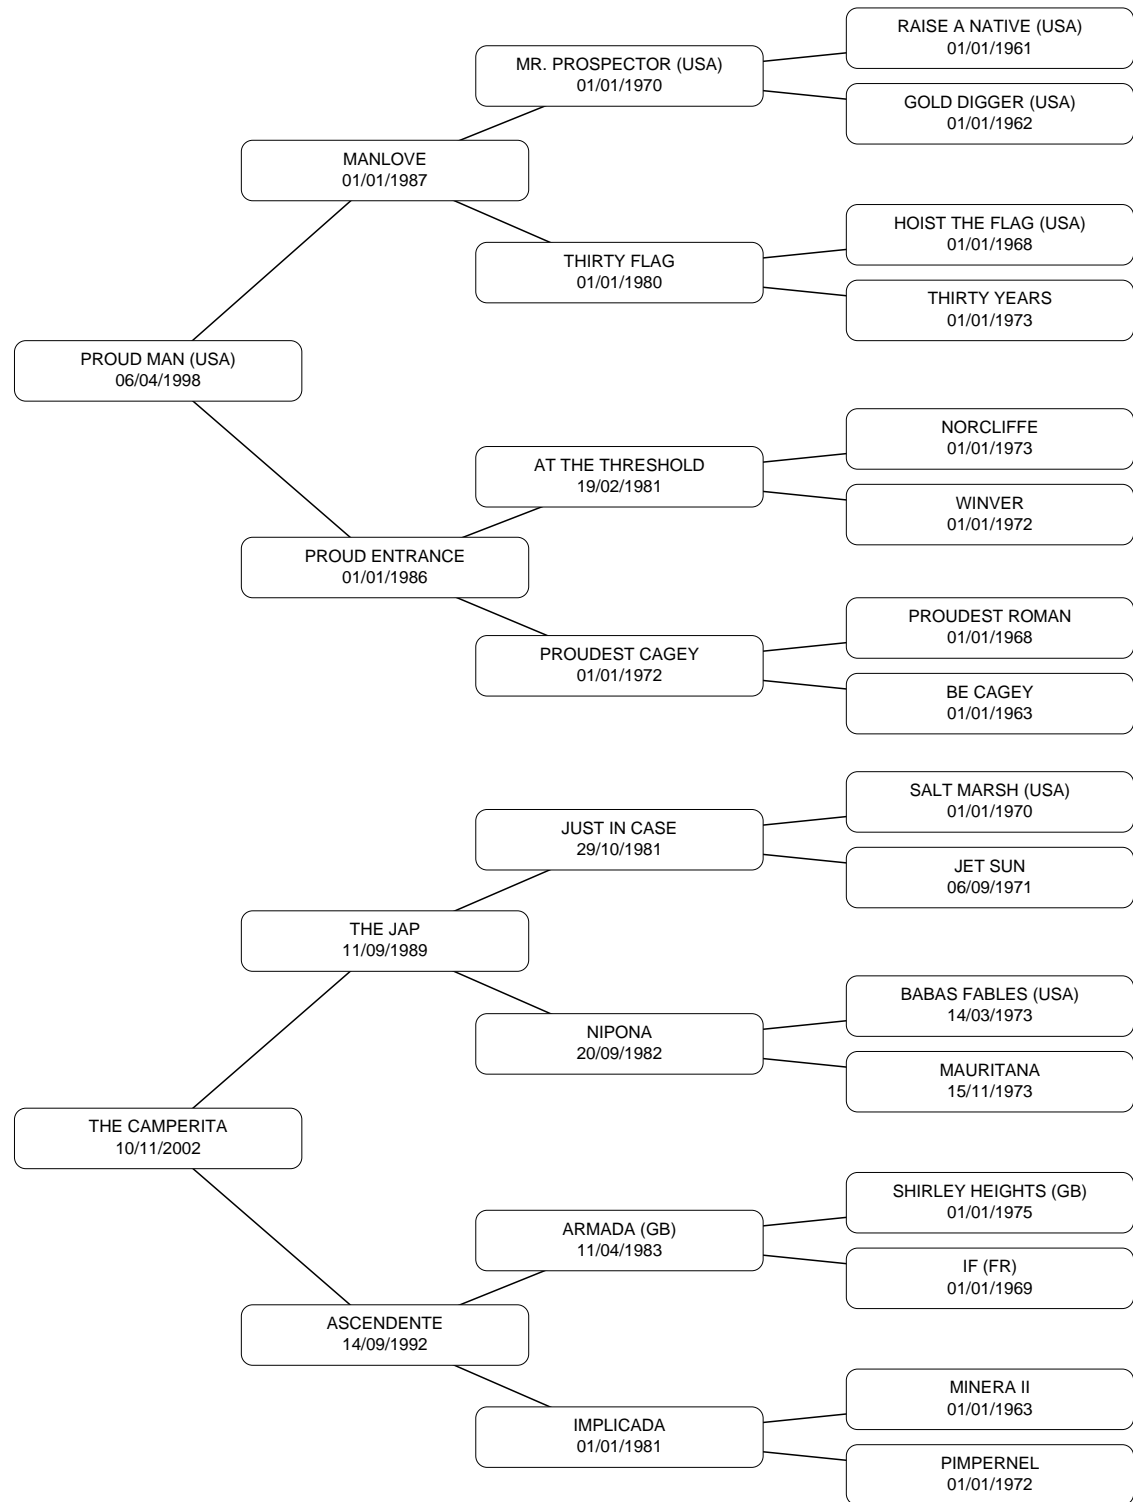 RAISE A NATIVE (USA)
01/01/1961
MR. PROSPECTOR (USA)
01/01/1970
GOLD DIGGER (USA)
01/01/1962
MANLOVE
01/01/1987
HOIST THE FLAG (USA)
01/01/1968
THIRTY FLAG
01/01/1980
THIRTY YEARS
01/01/1973
PROUD MAN (USA)
06/04/1998
NORCLIFFE
01/01/1973
AT THE THRESHOLD
19/02/1981
WINVER
01/01/1972
PROUD ENTRANCE
01/01/1986
PROUDEST ROMAN
01/01/1968
PROUDEST CAGEY
01/01/1972
BE CAGEY
01/01/1963
SALT MARSH (USA)
01/01/1970
JUST IN CASE
29/10/1981
JET SUN
06/09/1971
THE JAP
11/09/1989
BABAS FABLES (USA)
14/03/1973
NIPONA
20/09/1982
MAURITANA
15/11/1973
THE CAMPERITA
10/11/2002
SHIRLEY HEIGHTS (GB)
01/01/1975
ARMADA (GB)
11/04/1983
IF (FR)
01/01/1969
ASCENDENTE
14/09/1992
MINERA II
01/01/1963
IMPLICADA
01/01/1981
PIMPERNEL
01/01/1972